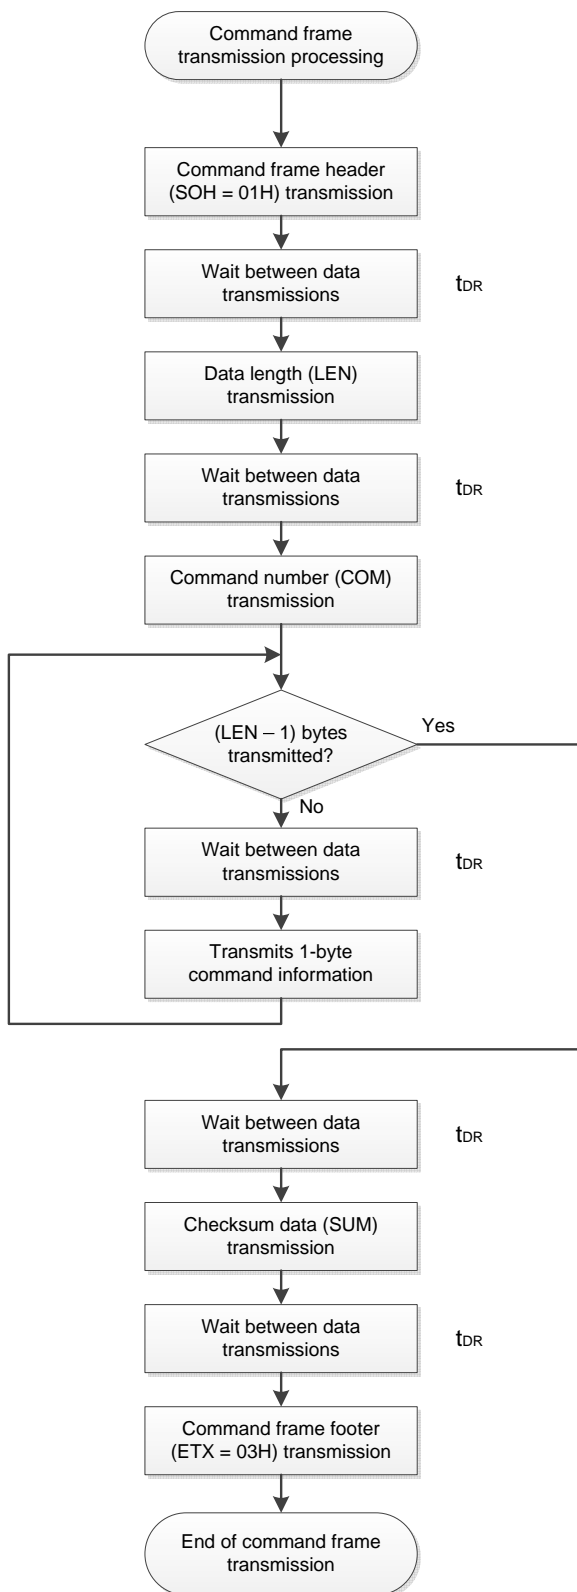 Command frame
transmission processing
Command frame header
(SOH = 01H) transmission
Wait between data
transmissions
tDR
Data length (LEN)
transmission
Wait between data
transmissions
tDR
Command number (COM)
transmission
(LEN – 1) bytes
transmitted?
Yes
No
Wait between data
transmissions
tDR
Transmits 1-byte
command information
Wait between data
transmissions
tDR
Checksum data (SUM)
transmission
Wait between data
transmissions
tDR
Command frame footer
(ETX = 03H) transmission
End of command frame
transmission